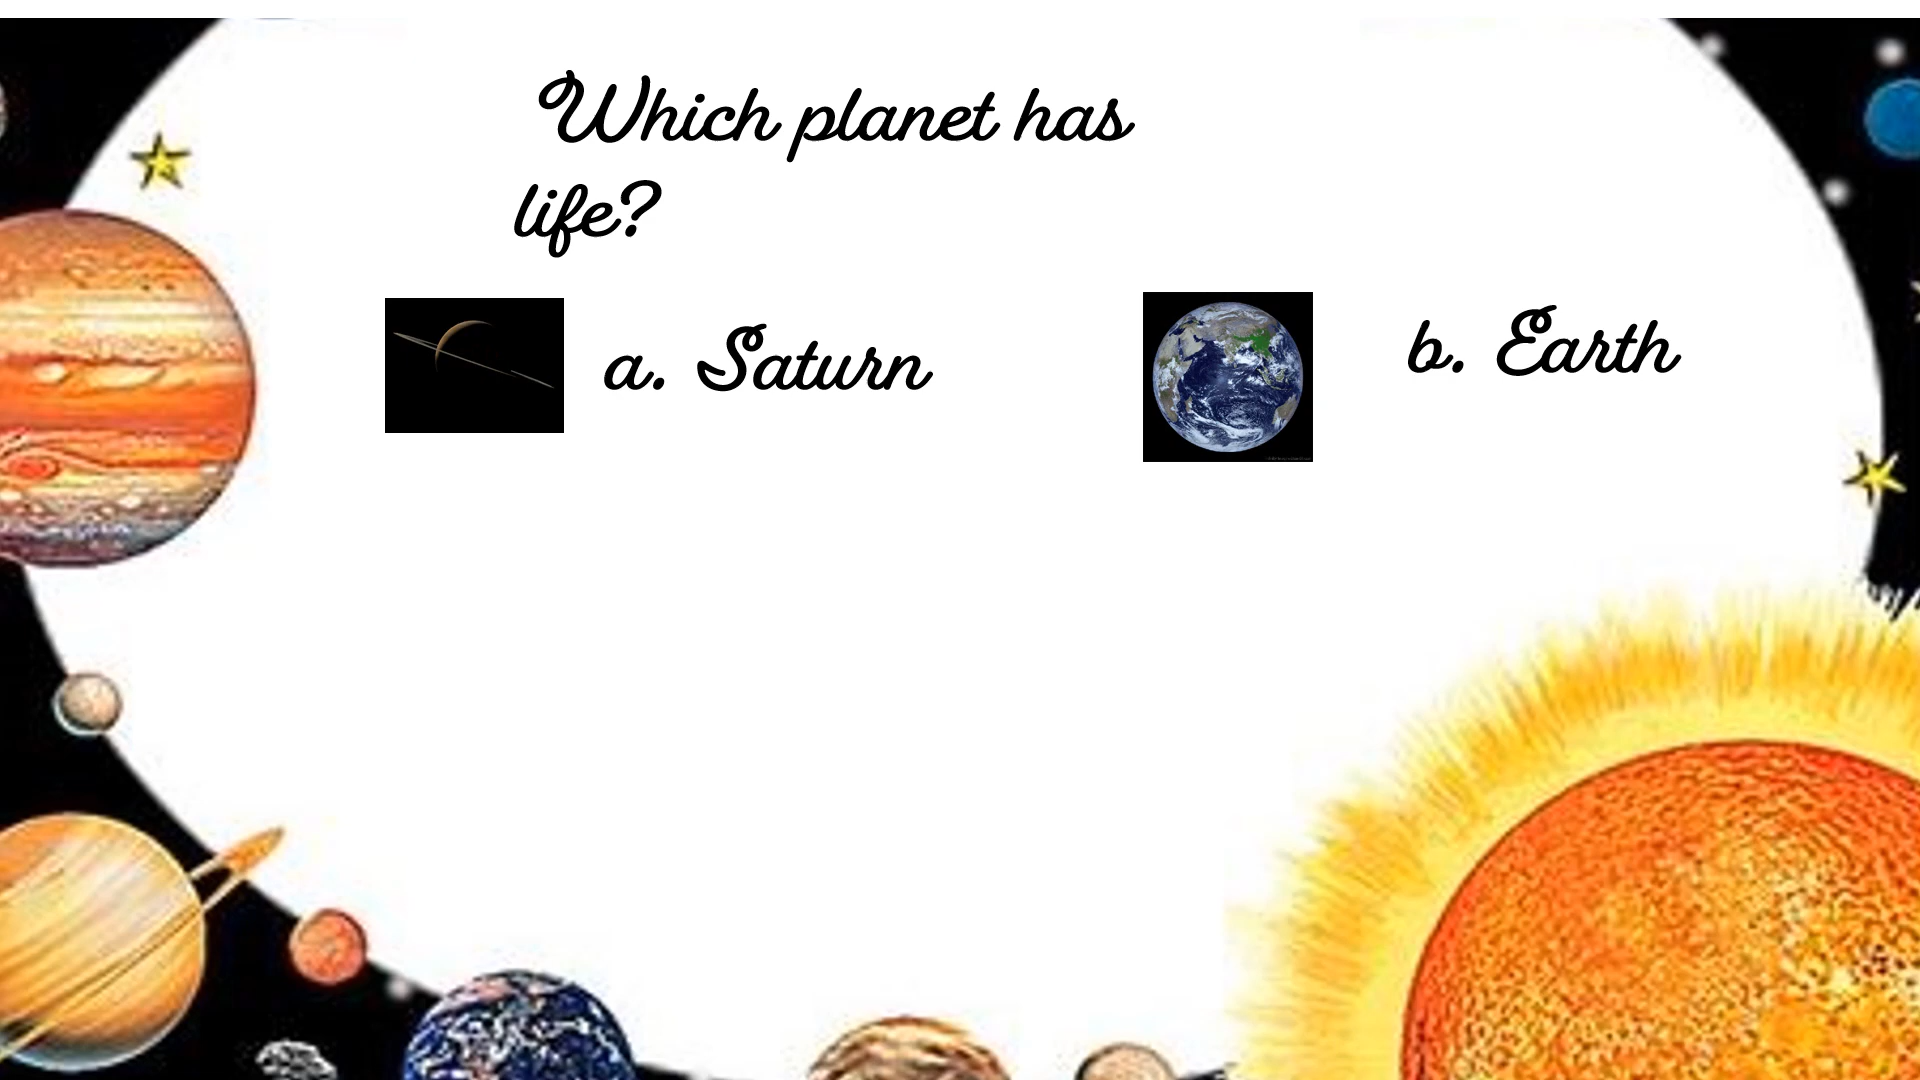 Which planet has
life?
a. Saturn
b. Earth